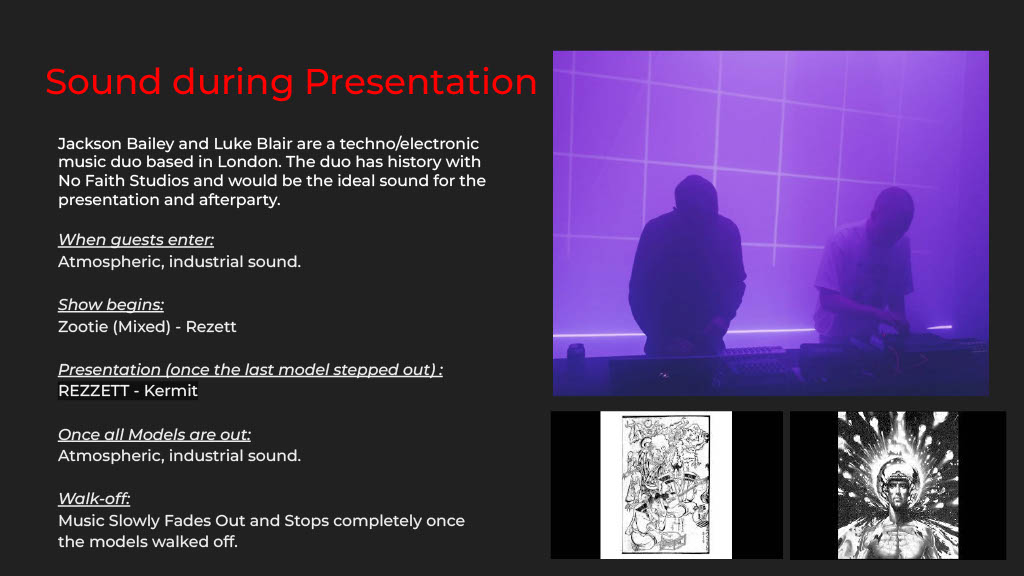 Sound during Presentation
Jackson Bailey and Luke Blair are a techno/electronic
music duo based in London. The duo has history with
No Faith Studios and would be the ideal sound for the
presentation and afterparty.
When guests enter:
Atmospheric, industrial sound.
Show begins:
Zootie (Mixed) - Rezett
Presentation (once the last model stepped out) :
REZZETT - Kermit
Once all Models are out:
Atmospheric, industrial sound.
Walk-off:
Music Slowly Fades Out and Stops completely once
the models walked off.